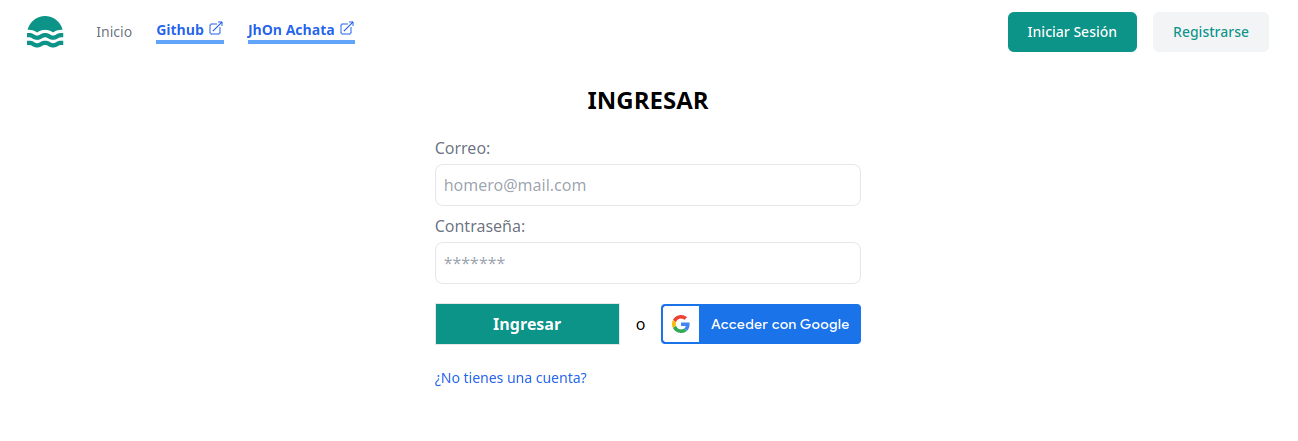 Inicio Github JhOn Achata Iniciar Sesión Registrarse
INGRESAR
Correo:
homero@mail.com
Contraseña:
*******
Ingresar o Acceder con Google
¿No tienes una cuenta?